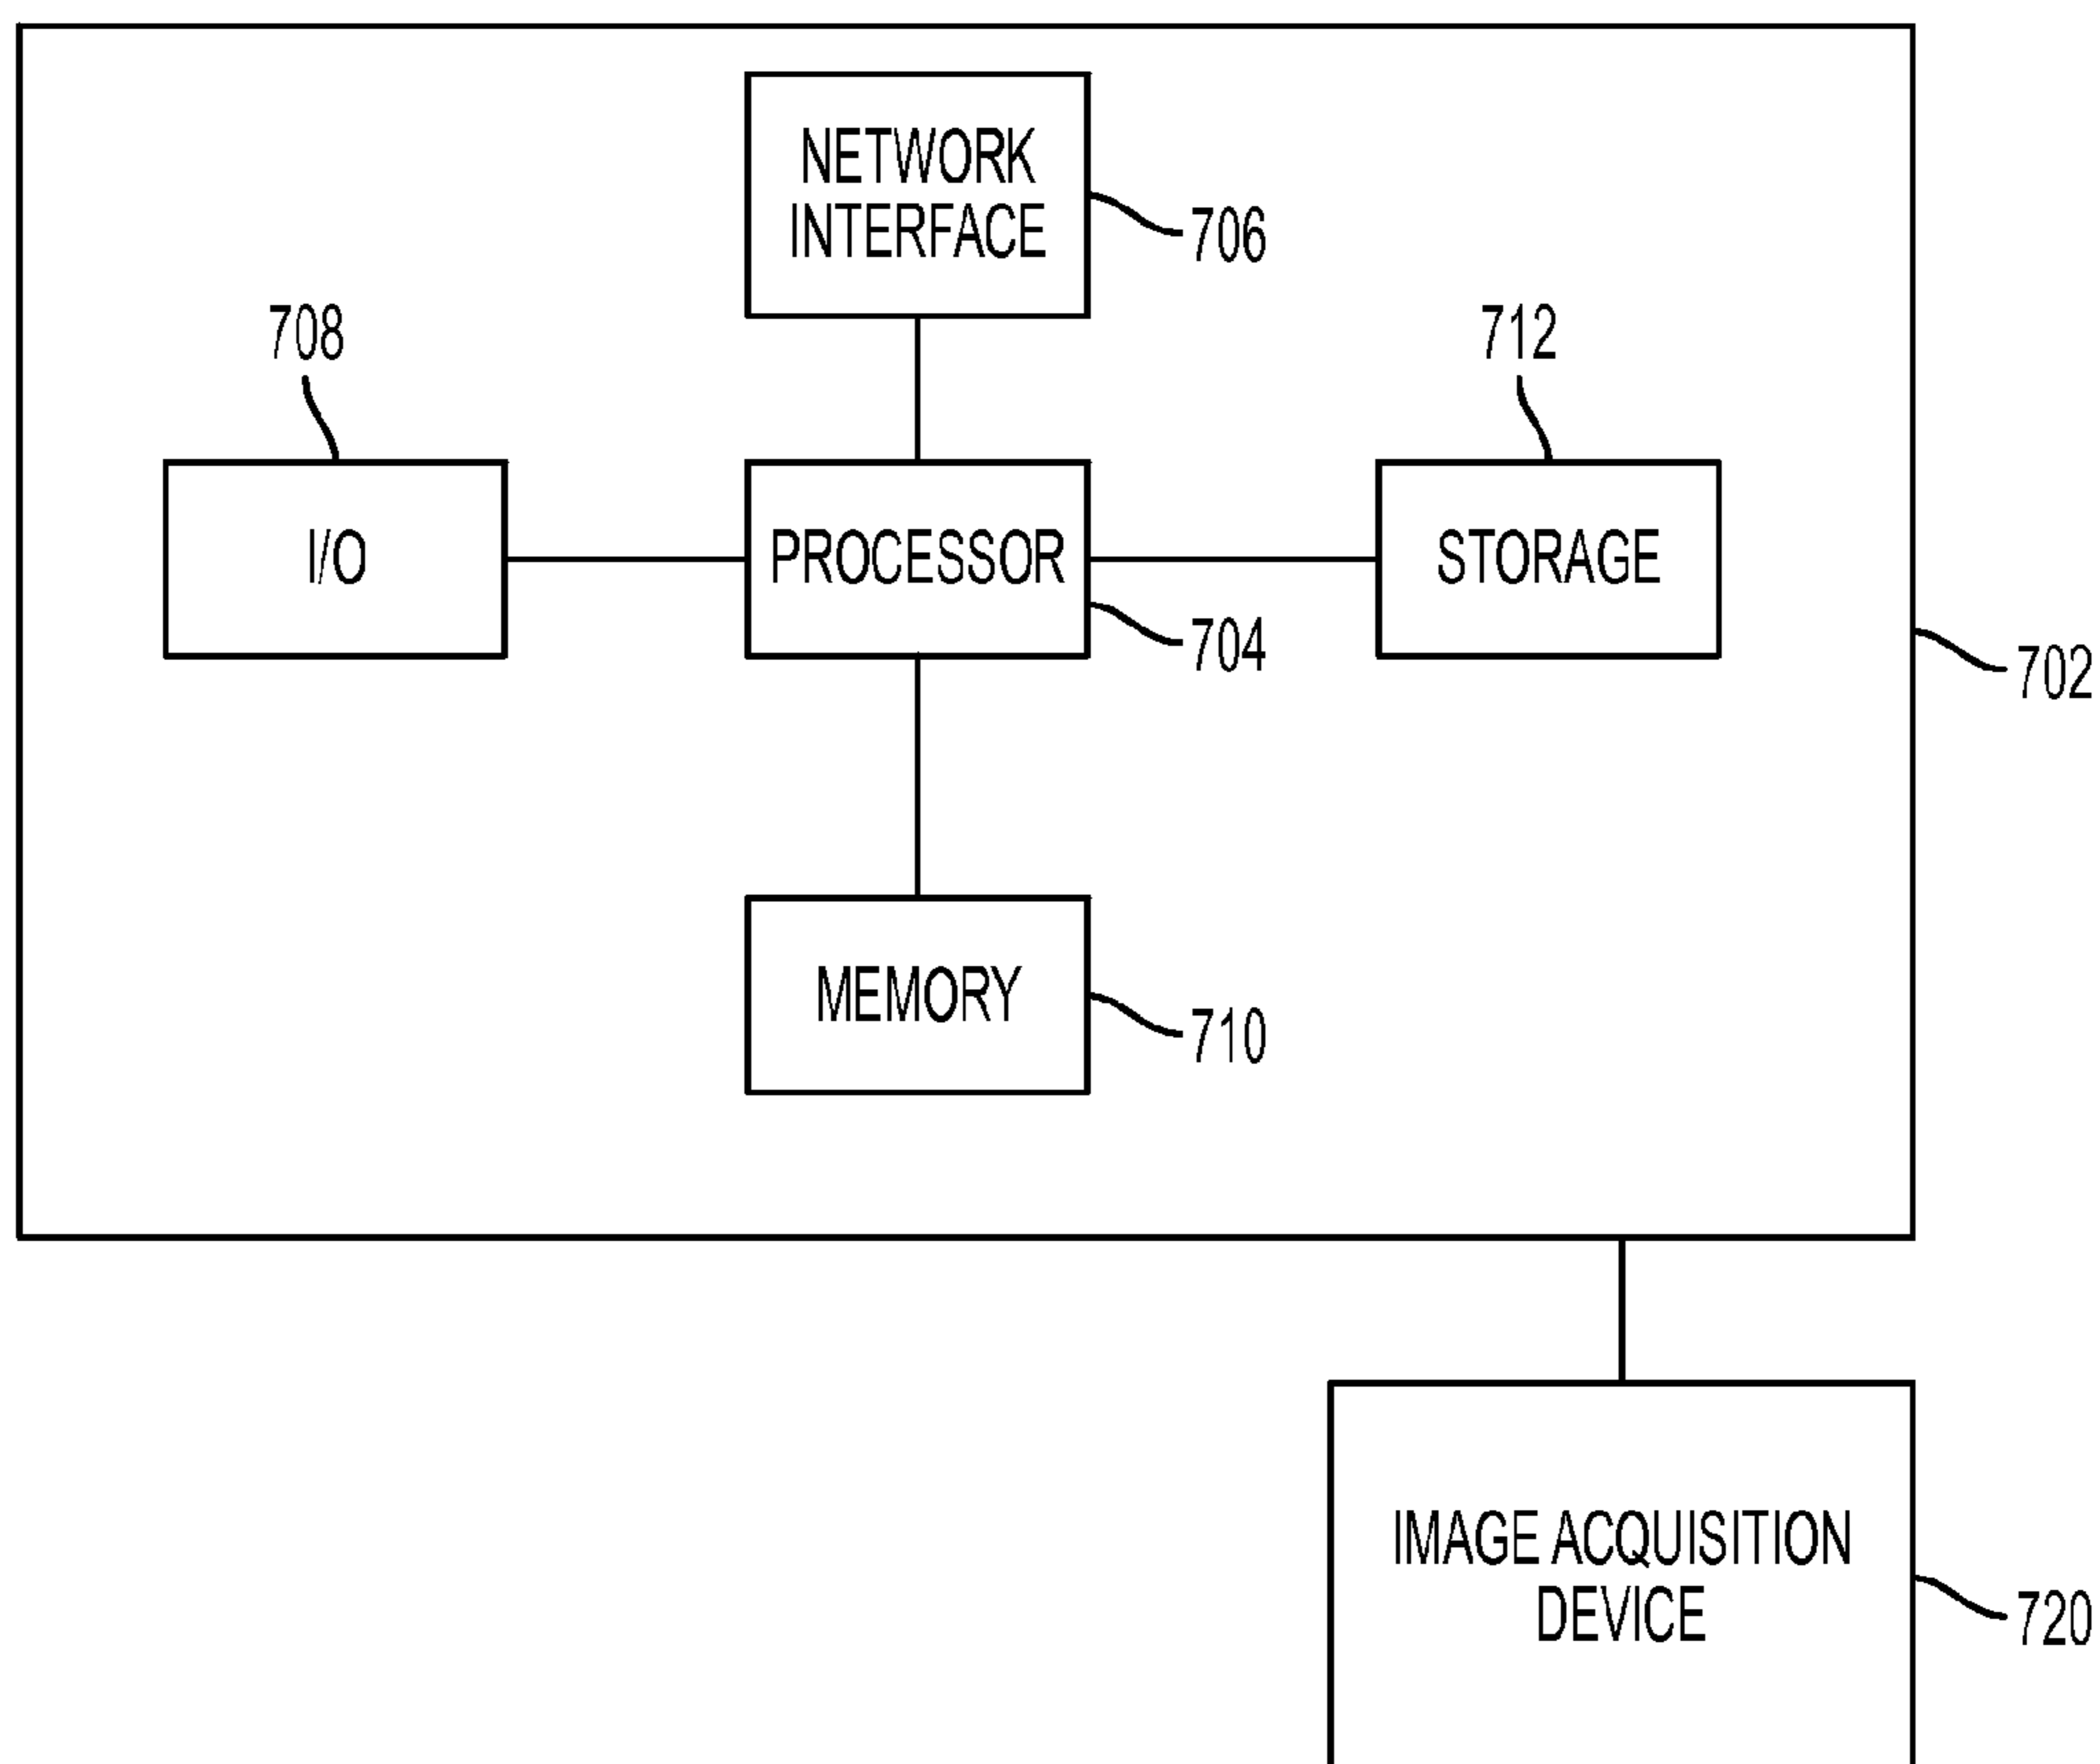 NETWORK
INTERFACE
706
708
712
I/O
PROCESSOR
STORAGE
704
702
MEMORY
710
IMAGE ACQUISITION
DEVICE
720